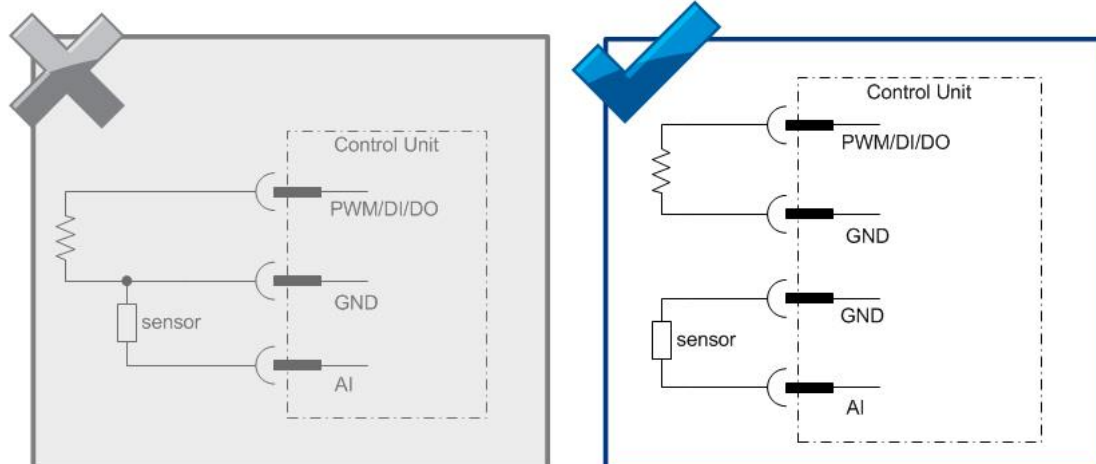 Control Unit
PWM/DI/DO
GND
sensor
AI
Control Unit
PWM/DI/DO
GND
GND
sensor
AI